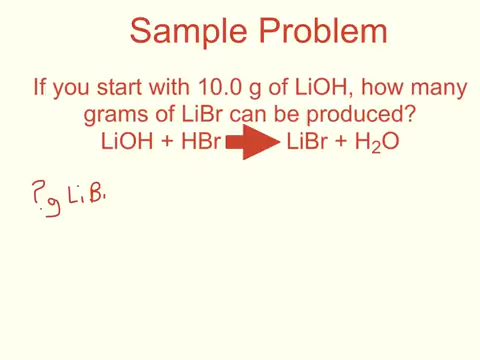 Sample Problem
If you start with 10.0 g of LiOH, how many
grams of LiBr can be produced?
LiOH + HBr LiBr + H₂O
? g LiB